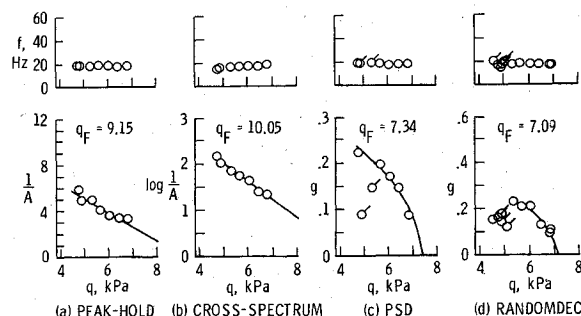 60
f, 40
Hz 20
0
12
8
1/A
4
0
q_F = 9.15
4 6 8
q, kPa
(a) PEAK-HOLD
3
2
log 1/A
1
0
q_F = 10.05
4 6 8
q, kPa
(b) CROSS-SPECTRUM
.3
.2
g
.1
0
q_F = 7.34
4 6 8
q, kPa
(c) PSD
.3
.2
g
.1
0
q_F = 7.09
4 6 8
q, kPa
(d) RANDOMDEC